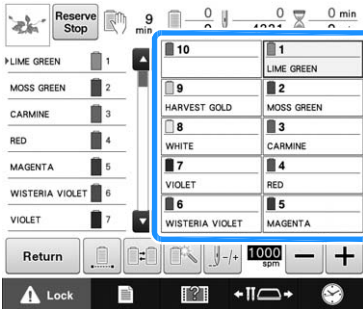 Reserve Stop
9 min
0
0
0 min
LIME GREEN 1
MOSS GREEN 2
CARMINE 3
RED 4
MAGENTA 5
WISTERIA VIOLET 6
VIOLET 7
10
1 LIME GREEN
9 HARVEST GOLD
2 MOSS GREEN
8 WHITE
3 CARMINE
7 VIOLET
4 RED
6 WISTERIA VIOLET
5 MAGENTA
Return
-/+
1000 spm
− +
Lock